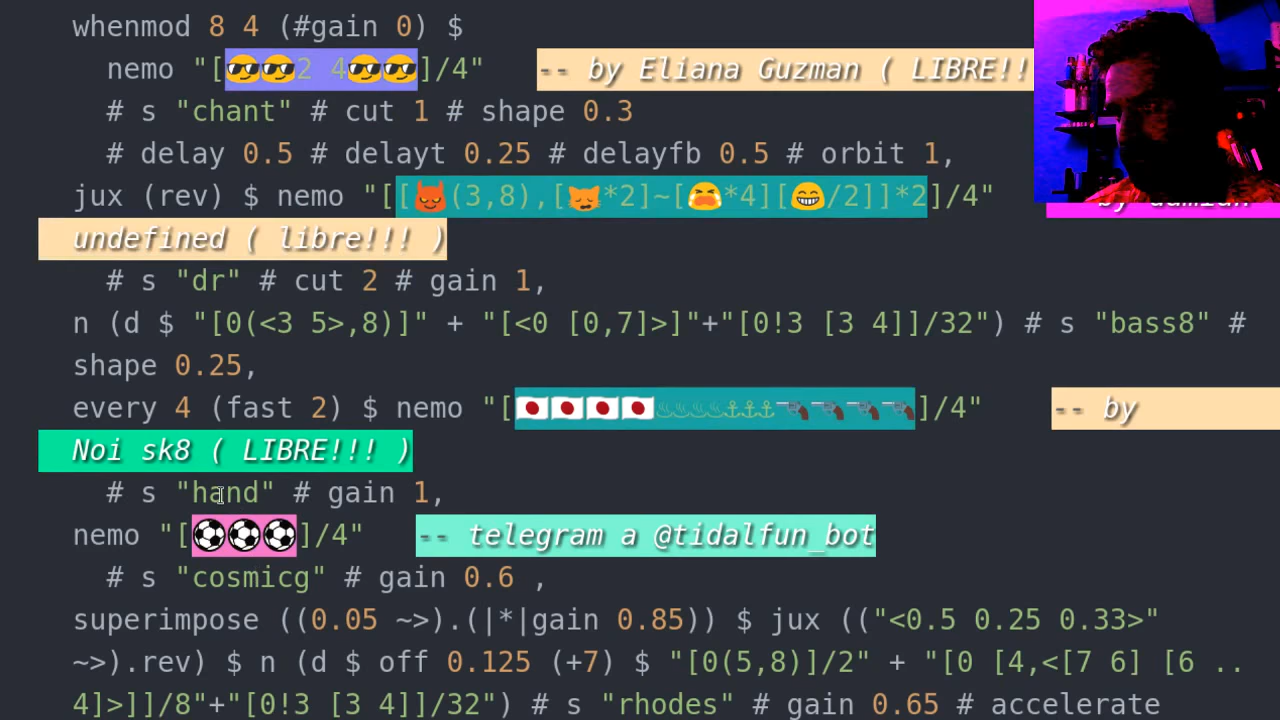 whenmod 8 4 (#gain 0) $
nemo "[😎😎2 4😎😎]/4" -- by Eliana Guzman ( LIBRE!!
# s "chant" # cut 1 # shape 0.3
# delay 0.5 # delayt 0.25 # delayfb 0.5 # orbit 1,
jux (rev) $ nemo "[[👿(3,8),[😿*2]~[😭*4][😁/2]]*2]/4"
undefined ( libre!!! )
# s "dr" # cut 2 # gain 1,
n (d $ "[0(<3 5>,8)]" + "[<0 [0,7]>]"+"[0!3 [3 4]]/32") # s "bass8" #
shape 0.25,
every 4 (fast 2) $ nemo "[🇯🇵🇯🇵🇯🇵🇯🇵♨♨♨♨⚓⚓⚓🔫🔫🔫🔫]/4" -- by
Noi sk8 ( LIBRE!!! )
# s "hand" # gain 1,
nemo "[⚽⚽⚽]/4" -- telegram a @tidalfun_bot
# s "cosmicg" # gain 0.6 ,
superimpose ((0.05 ~>).(|*|gain 0.85)) $ jux (("<0.5 0.25 0.33>"
~>).rev) $ n (d $ off 0.125 (+7) $ "[0(5,8)]/2" + "[0 [4,<[7 6] [6 ..
4]>]]/8"+"[0!3 [3 4]]/32") # s "rhodes" # gain 0.65 # accelerate